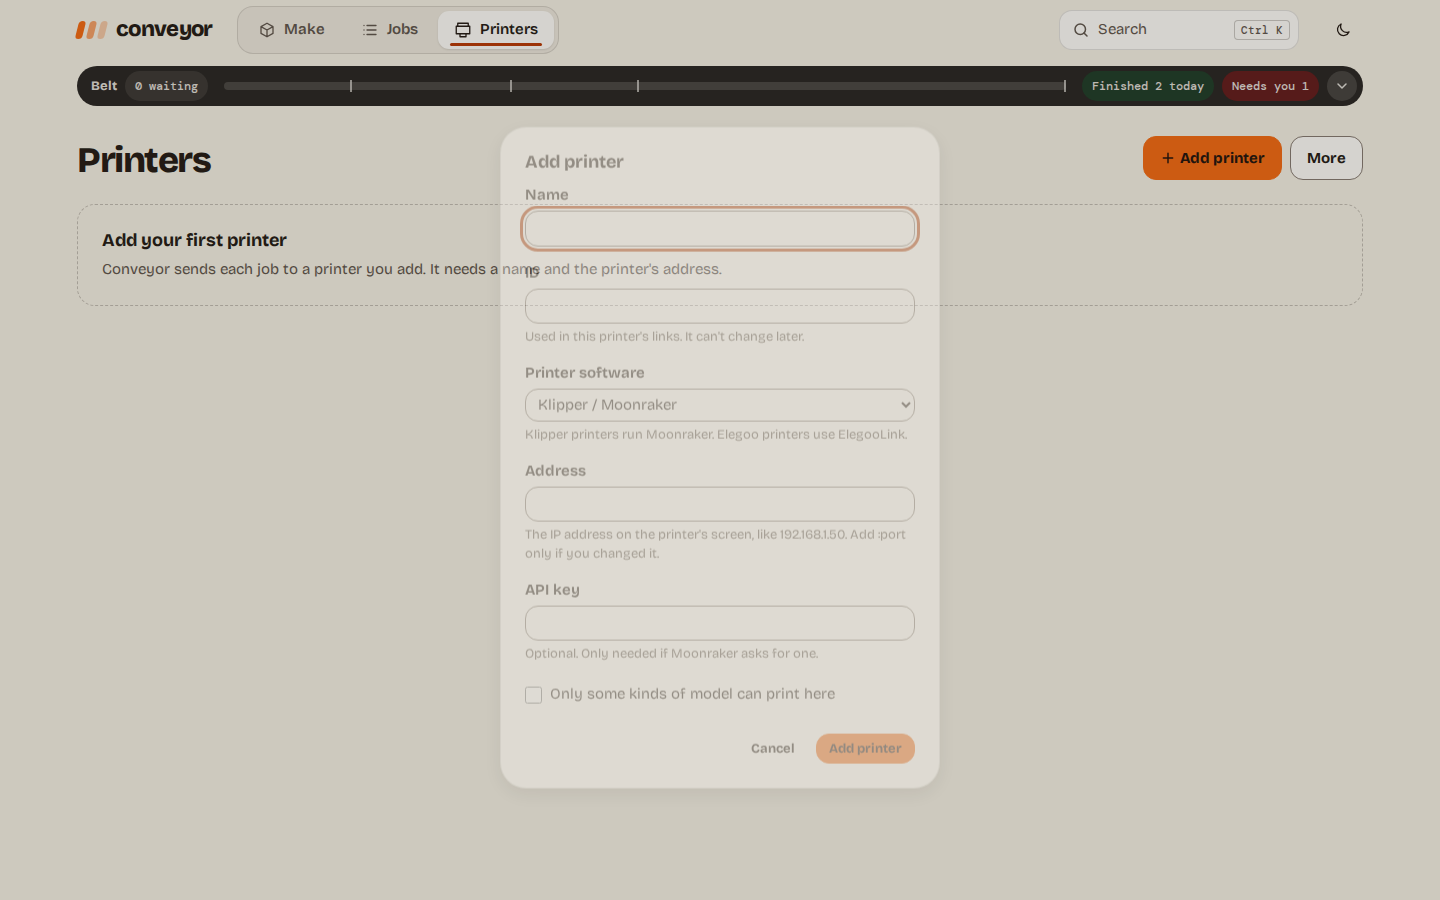 conveyor
Make
Jobs
Printers
Search
Ctrl K
Belt
0 waiting
Finished 2 today
Needs you 1
Printers
+ Add printer
More
Add your first printer
Conveyor sends each job to a printer you add. It needs a name and the printer's address.
Add printer
Name
ID
Used in this printer's links. It can't change later.
Printer software
Klipper / Moonraker
Klipper printers run Moonraker. Elegoo printers use ElegooLink.
Address
The IP address on the printer's screen, like 192.168.1.50. Add :port
only if you changed it.
API key
Optional. Only needed if Moonraker asks for one.
Only some kinds of model can print here
Cancel
Add printer